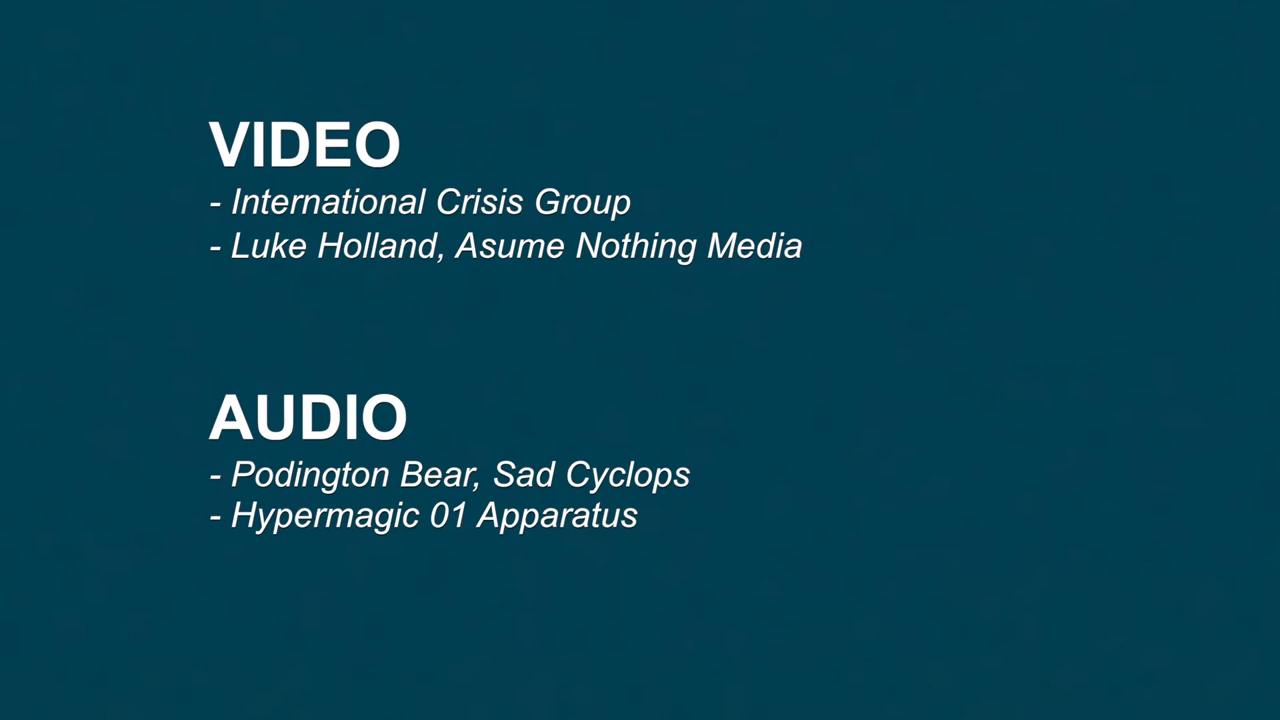 VIDEO
- International Crisis Group
- Luke Holland, Asume Nothing Media
AUDIO
- Podington Bear, Sad Cyclops
- Hypermagic 01 Apparatus